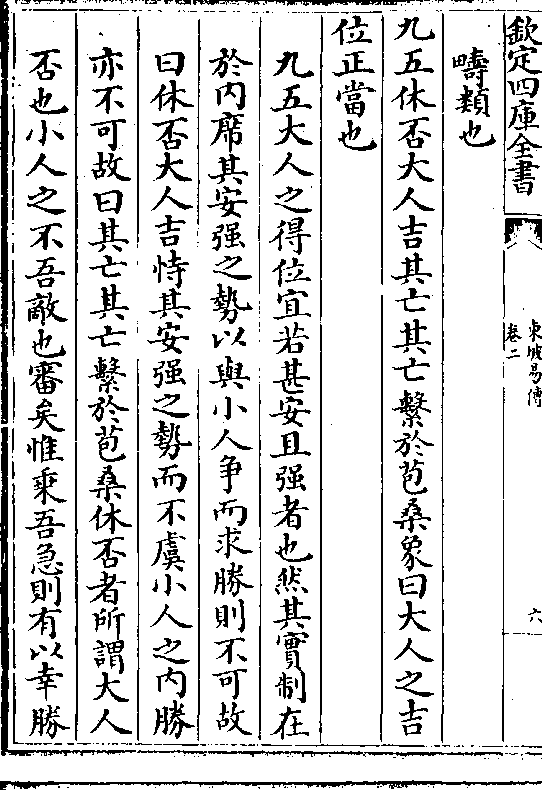 欽定四庫全書
東坡易傳
卷二
六
疇類也
九五休否大人吉其亡其亡繫於苞桑象曰大人之吉
位正當也
九五大人之得位宜若甚安且强者也然其實制在
於内席其安强之勢以與小人争而求勝則不可故
曰休否大人吉恃其安强之勢而不虞小人之内勝
亦不可故曰其亡其亡繫於苞桑休否者所謂大人
否也小人之不吾敵也審矣惟乗吾急則有以幸勝